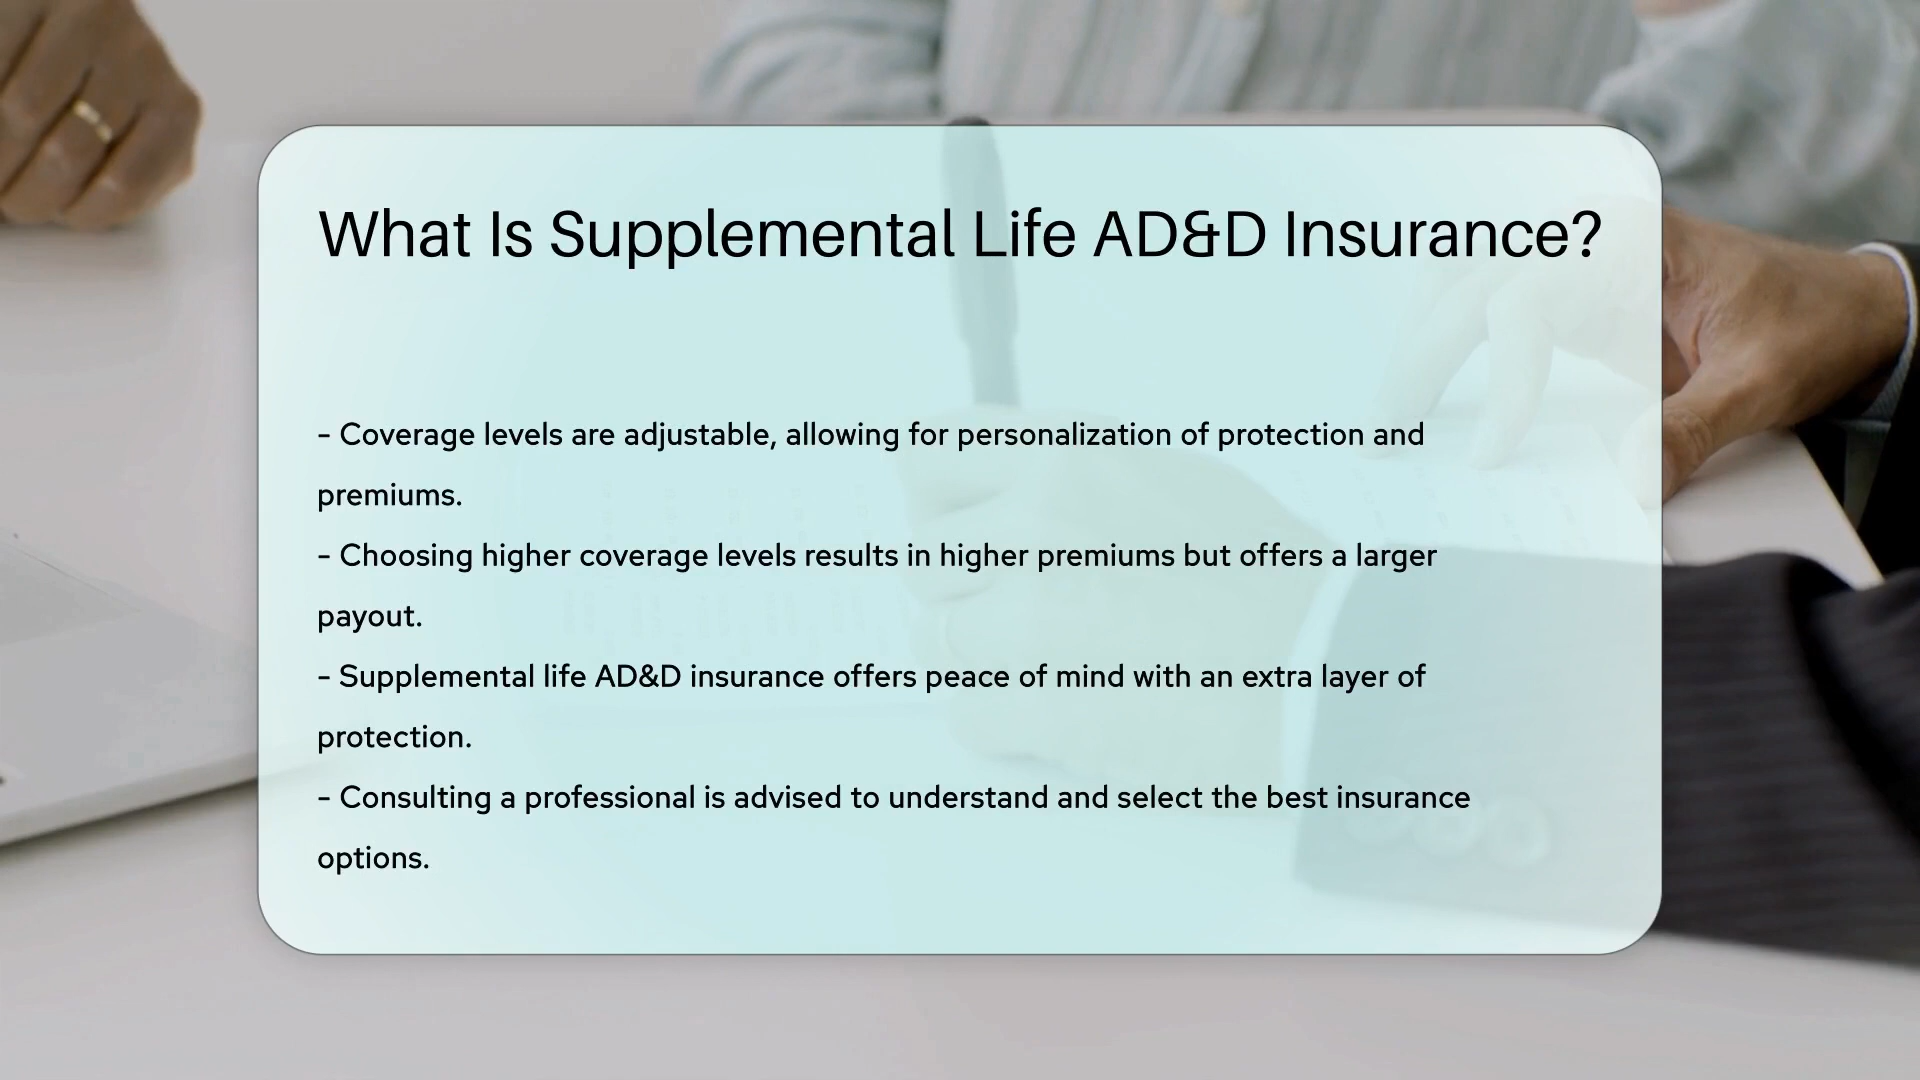 What Is Supplemental Life AD&D Insurance?
- Coverage levels are adjustable, allowing for personalization of protection and
premiums.
- Choosing higher coverage levels results in higher premiums but offers a larger
payout.
- Supplemental life AD&D insurance offers peace of mind with an extra layer of
protection.
- Consulting a professional is advised to understand and select the best insurance
options.